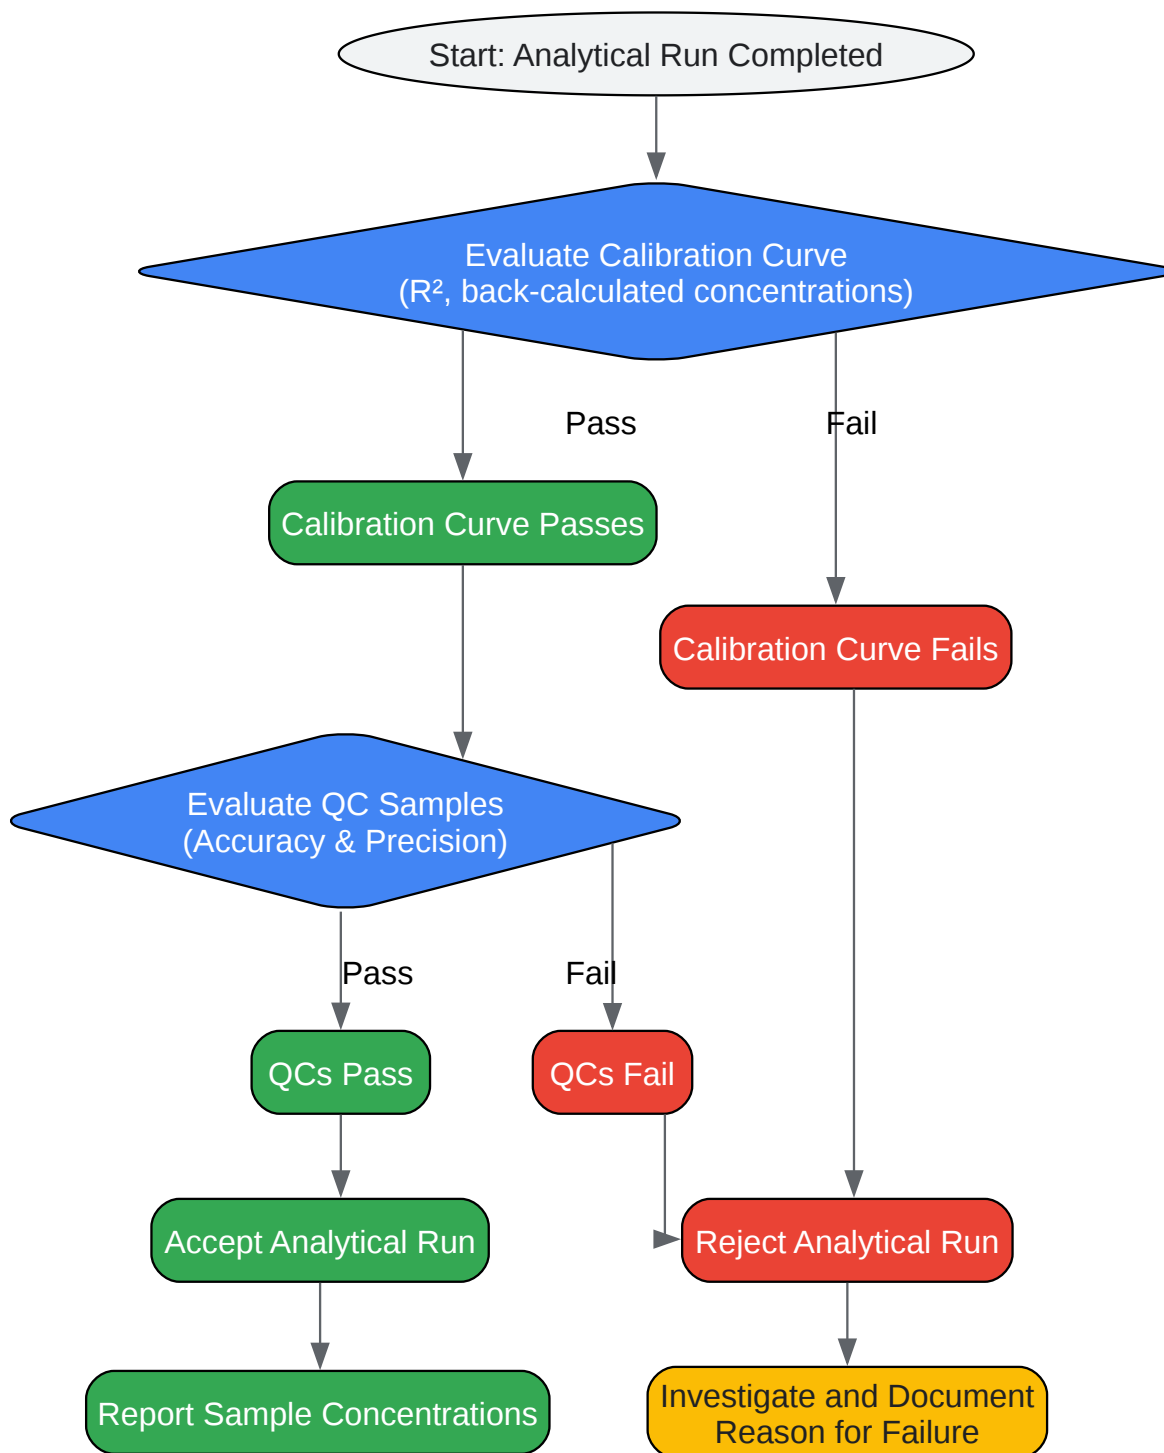 Start: Analytical Run Completed
Evaluate Calibration Curve
(R², back-calculated concentrations)
Pass
Fail
Calibration Curve Passes
Calibration Curve Fails
Evaluate QC Samples
(Accuracy & Precision)
Pass
Fail
QCs Pass
QCs Fail
Accept Analytical Run
Reject Analytical Run
Report Sample Concentrations
Investigate and Document
Reason for Failure